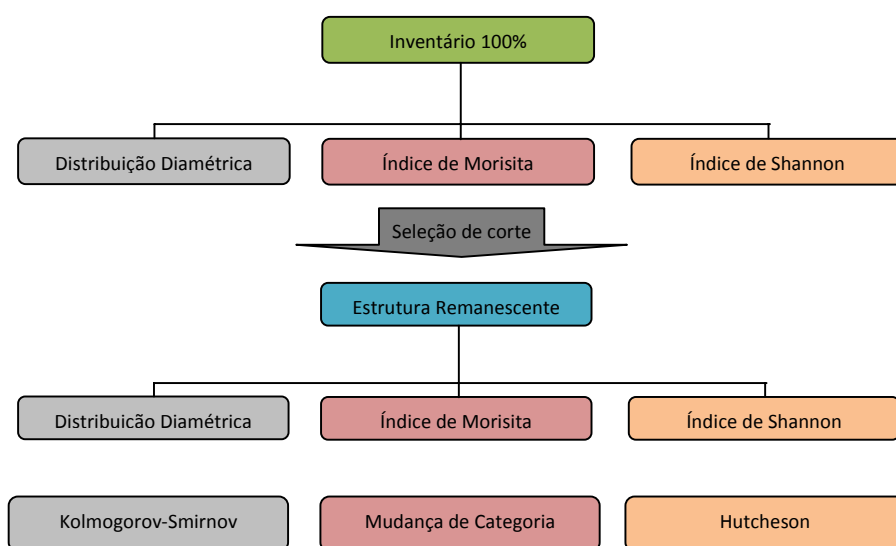 Inventário 100%
Distribuição Diamétrica
Índice de Morisita
Índice de Shannon
Seleção de corte
Estrutura Remanescente
Distribuicão Diamétrica
Índice de Morisita
Índice de Shannon
Kolmogorov-Smirnov
Mudança de Categoria
Hutcheson